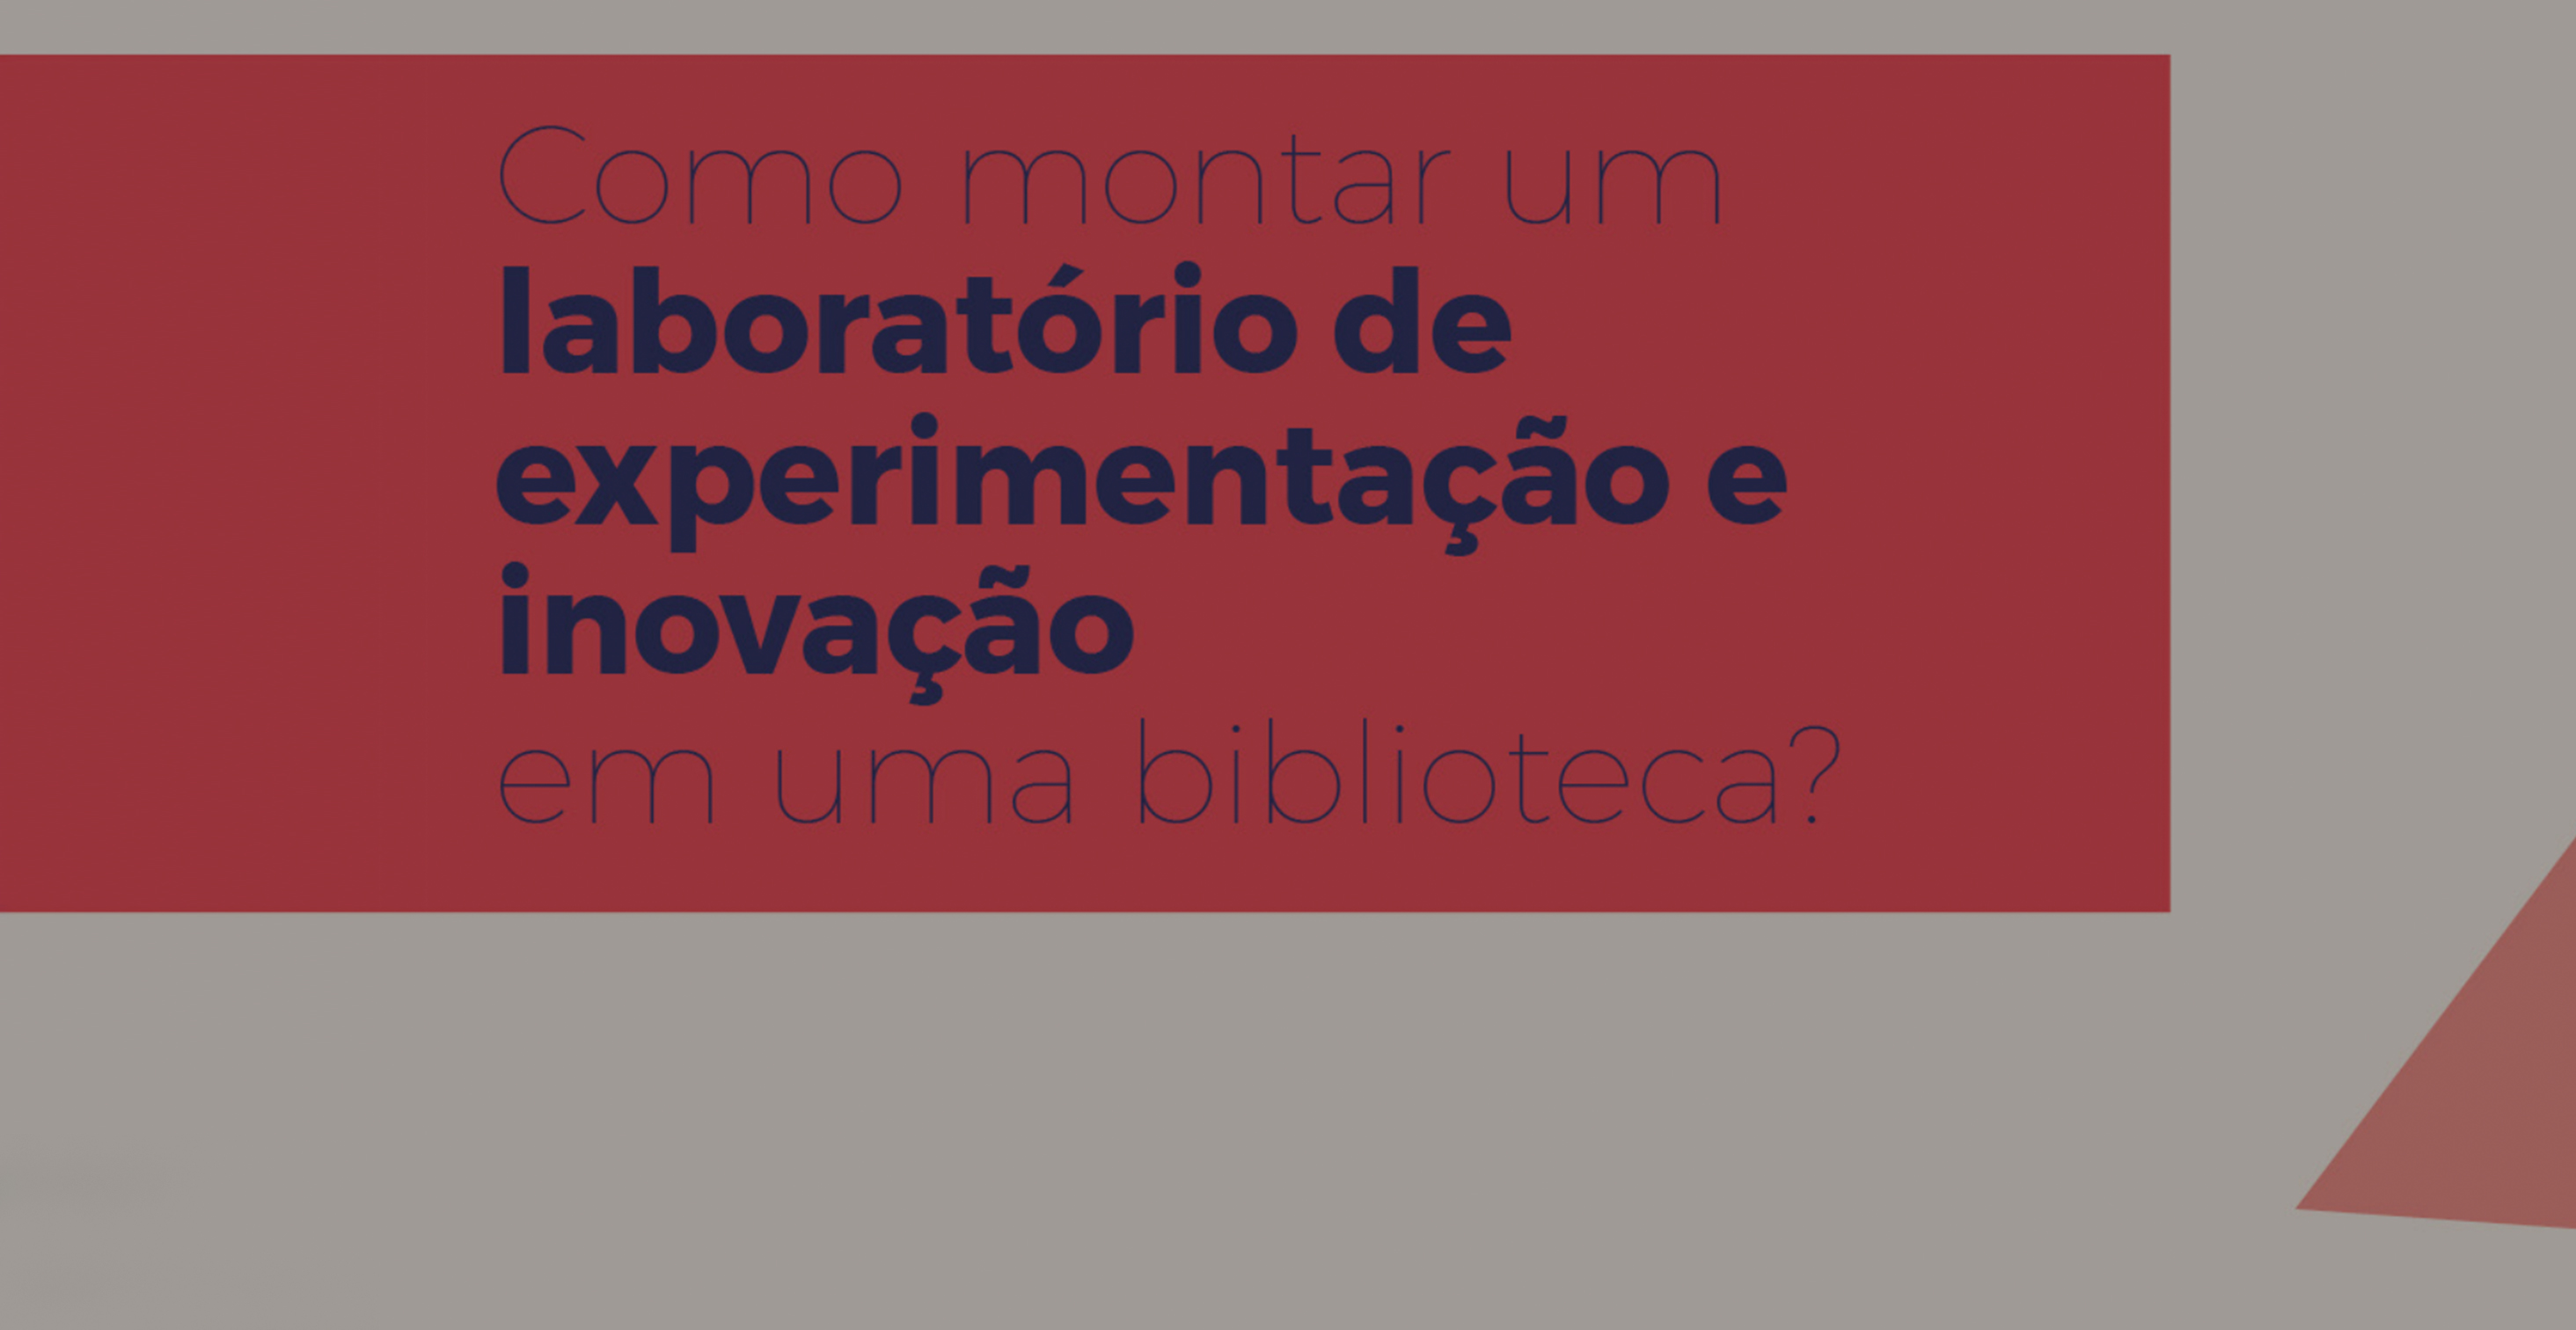 Como montar um
laboratório de
experimentação e
inovação
em uma biblioteca?